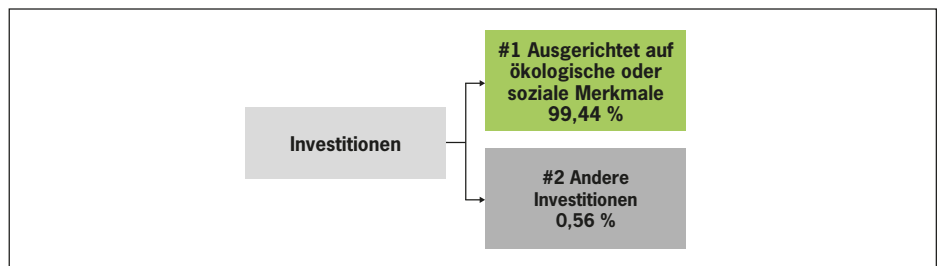 Investitionen
#1 Ausgerichtet auf
ökologische oder
soziale Merkmale
99,44 %
#2 Andere
Investitionen
0,56 %